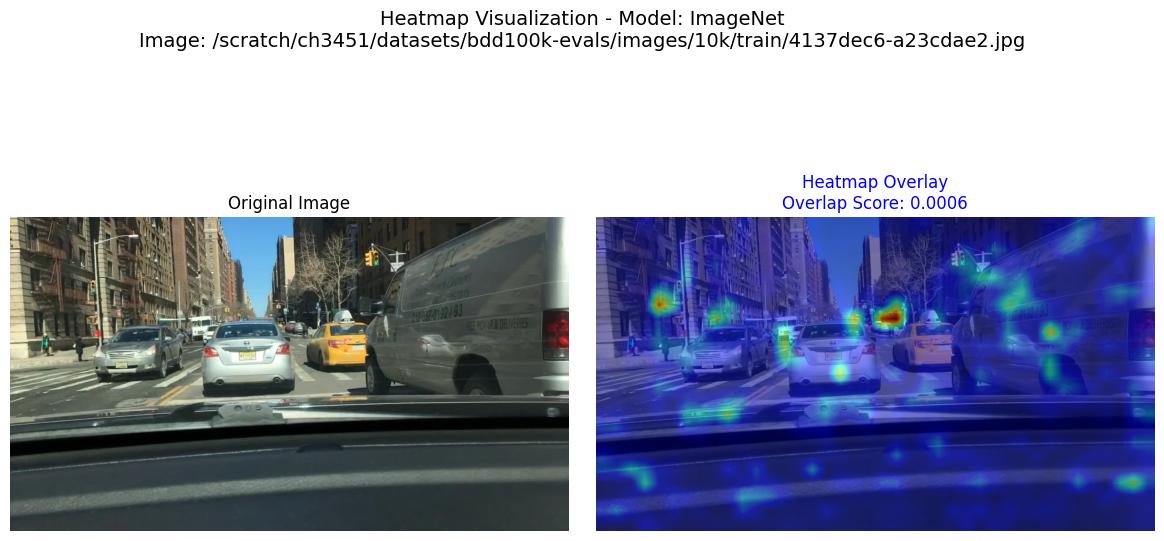 Heatmap Visualization - Model: ImageNet
Image: /scratch/ch3451/datasets/bdd100k-evals/images/10k/train/4137dec6-a23cdae2.jpg
Original Image
Heatmap Overlay
Overlap Score: 0.0006